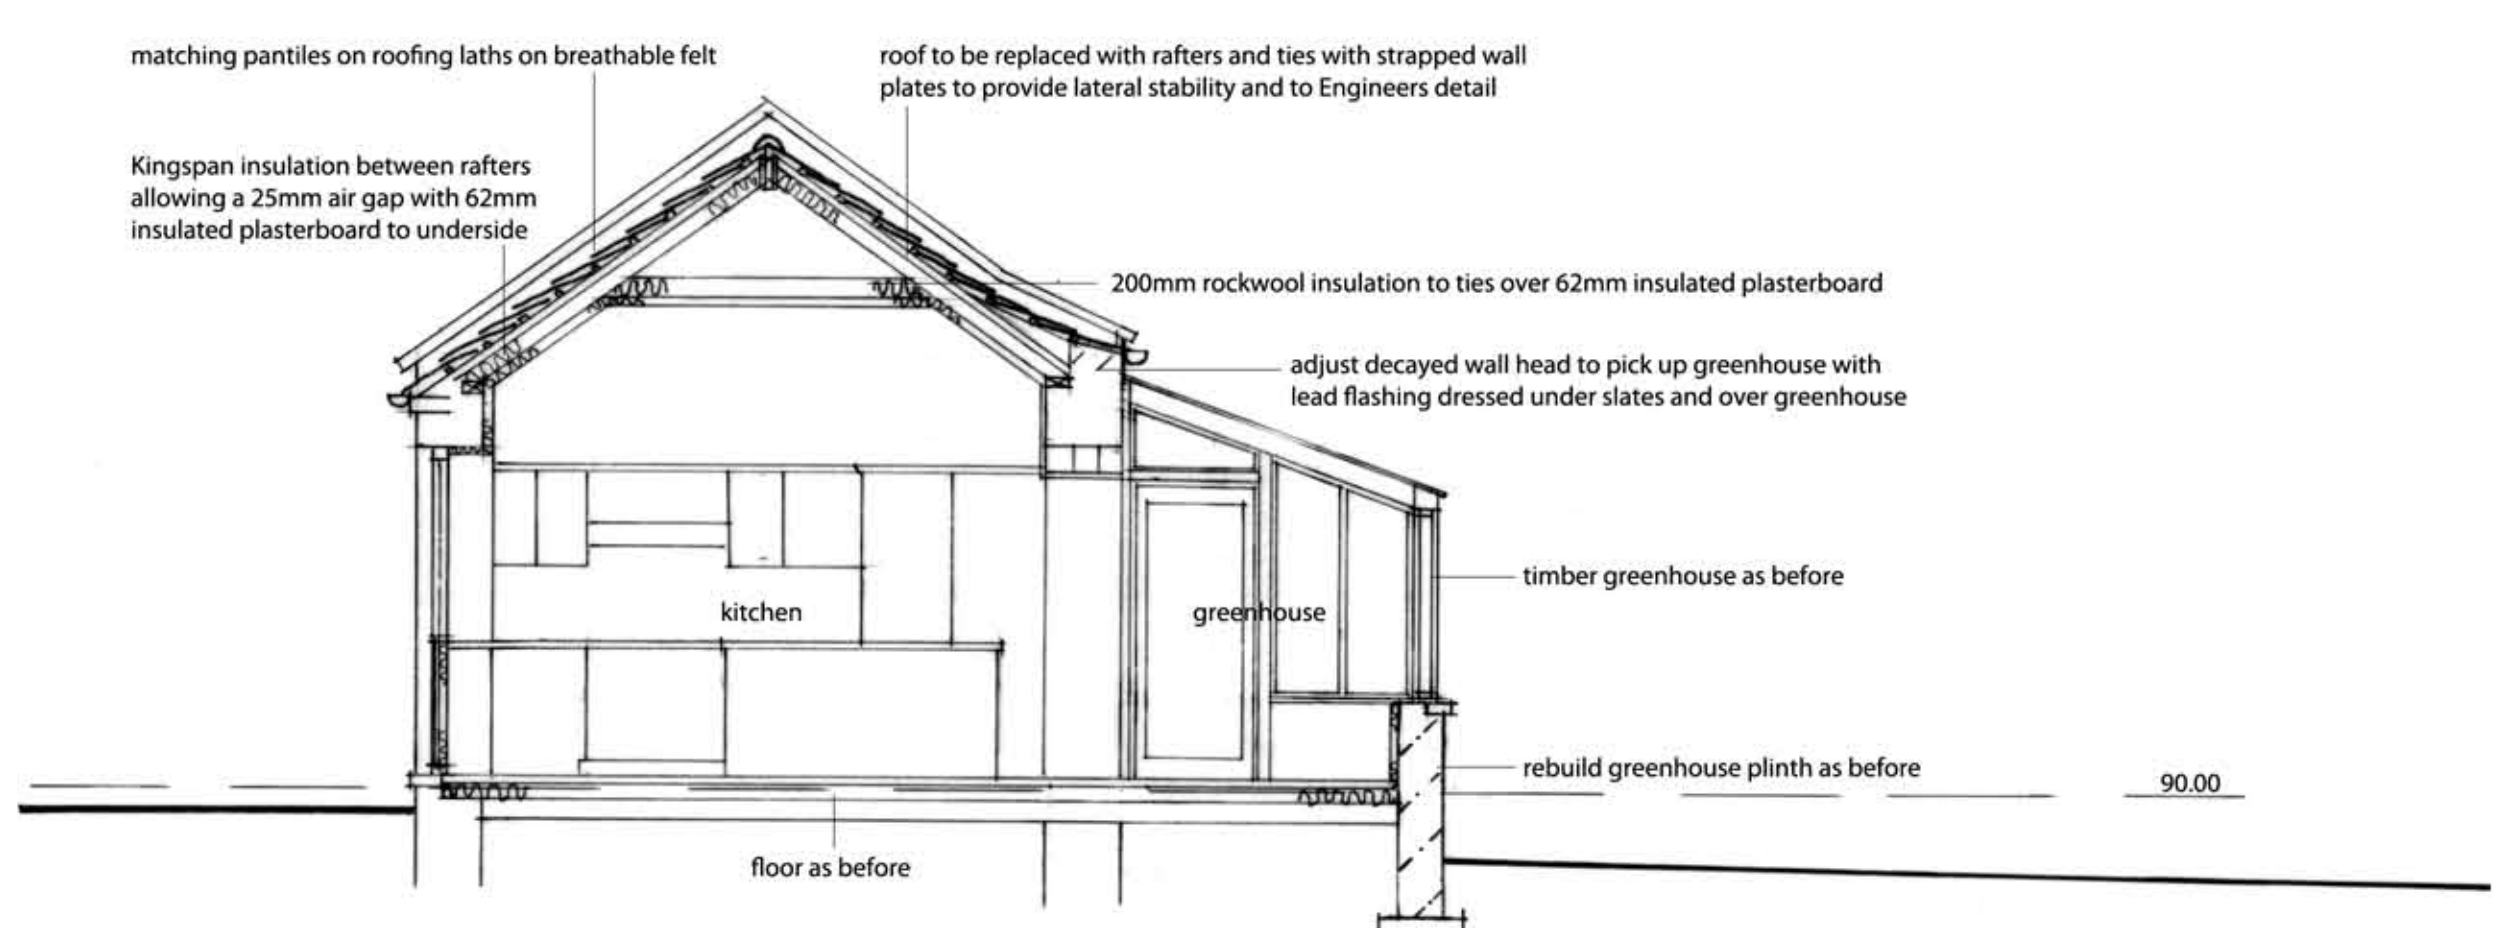 matching pantiles on roofing laths on breathable felt
roof to be replaced with rafters and ties with strapped wall
plates to provide lateral stability and to Engineers detail
Kingspan insulation between rafters
allowing a 25mm air gap with 62mm
insulated plasterboard to underside
200mm rockwool insulation to ties over 62mm insulated plasterboard
adjust decayed wall head to pick up greenhouse with
lead flashing dressed under slates and over greenhouse
timber greenhouse as before
kitchen
greenhouse
rebuild greenhouse plinth as before
90.00
floor as before